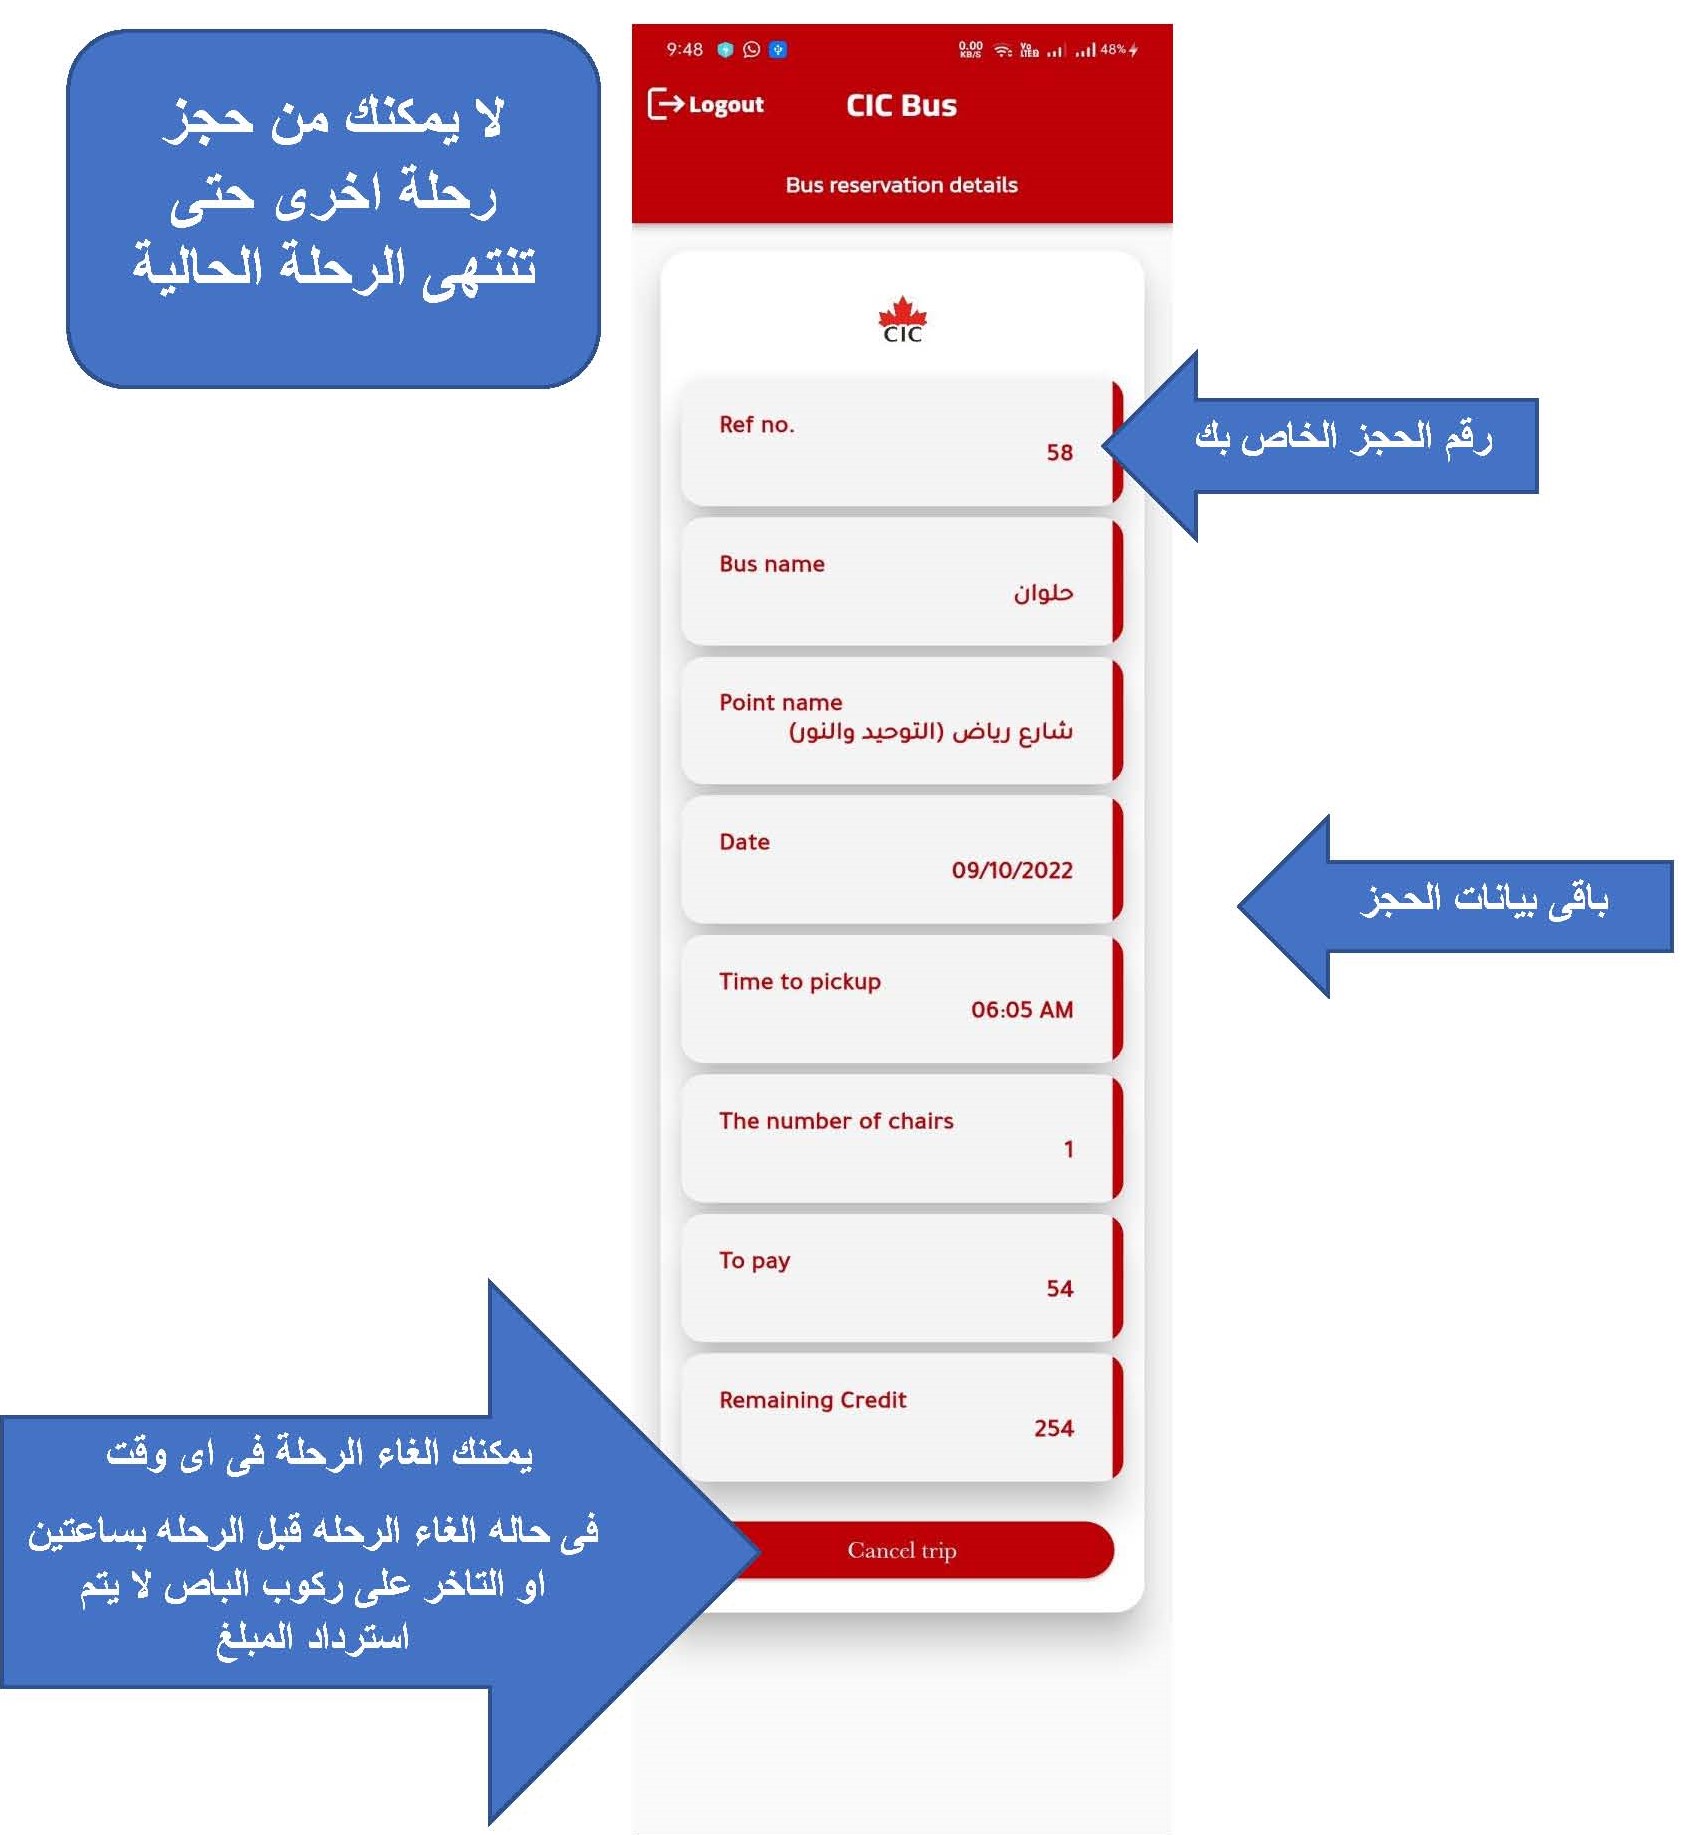 لا يمكنك من حجز
رحلة اخرى حتى
تنتهى الرحلة الحالية
9:48
0.00 KB/S
48%
Logout
CIC Bus
Bus reservation details
CIC
Ref no.
58
رقم الحجز الخاص بك
Bus name
حلوان
Point name
شارع رياض (التوحيد والنور)
Date
09/10/2022
باقى بيانات الحجز
Time to pickup
06:05 AM
The number of chairs
1
To pay
54
Remaining Credit
254
يمكنك الغاء الرحلة فى اى وقت
فى حاله الغاء الرحله قبل الرحله بساعتين
او التاخر على ركوب الباص لا يتم
استرداد المبلغ
Cancel trip